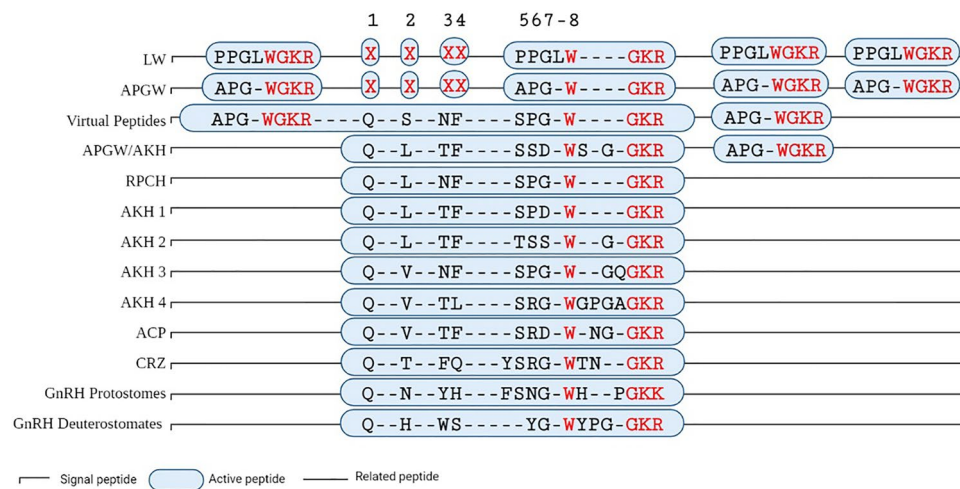 1 2 34 567-8
LW PPGLWGKR X X XX PPGLW----GKR PPGLWGKR PPGLWGKR
APGW APG-WGKR X X XX APG-W----GKR APG-WGKR APG-WGKR
Virtual Peptides APG-WGKR----Q--S--NF----SPG-W----GKR APG-WGKR
APGW/AKH Q--L--TF----SSD-WS-G-GKR APG-WGKR
RPCH Q--L--NF----SPG-W----GKR
AKH 1 Q--L--TF----SPD-W----GKR
AKH 2 Q--L--TF----TSS-W--G-GKR
AKH 3 Q--V--NF----SPG-W--GQGKR
AKH 4 Q--V--TL----SRG-WGPGAGKR
ACP Q--V--TF----SRD-W-NG-GKR
CRZ Q--T--FQ---YSRG-WTN--GKR
GnRH Protostomes Q--N--YH---FSNG-WH--PGKK
GnRH Deuterostomates Q--H--WS-----YG-WYPG-GKR
Signal peptide Active peptide Related peptide